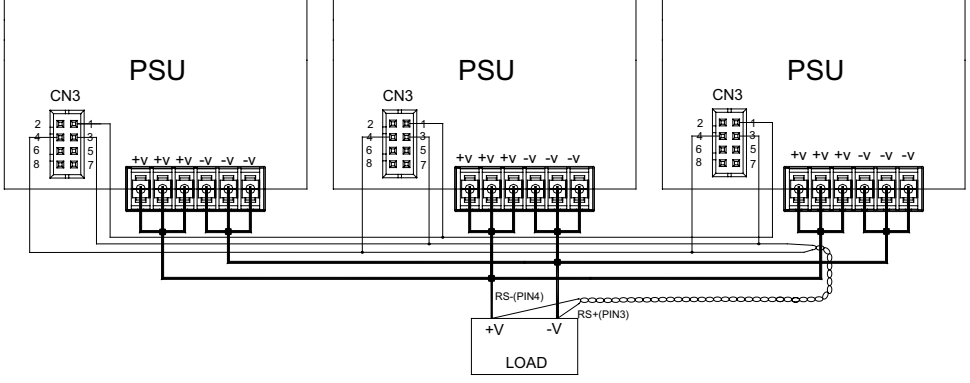 PSU
CN3
2 1
4 3
6 5
8 7
+V +V +V -V -V -V
PSU
CN3
2 1
4 3
6 5
8 7
+V +V +V -V -V -V
PSU
CN3
2 1
4 3
6 5
8 7
+V +V +V -V -V -V
RS-(PIN4)
RS+(PIN3)
+V -V
LOAD